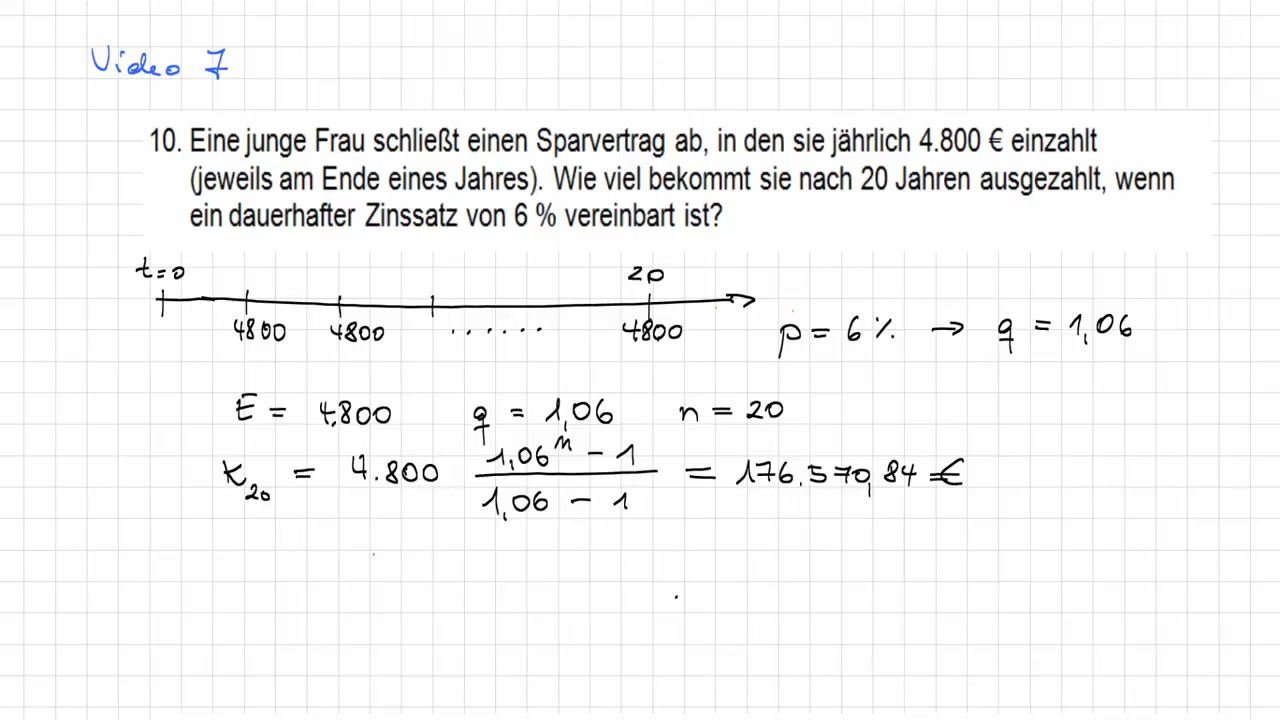 Video 7
10. Eine junge Frau schließt einen Sparvertrag ab, in den sie jährlich 4.800 € einzahlt
(jeweils am Ende eines Jahres). Wie viel bekommt sie nach 20 Jahren ausgezahlt, wenn
ein dauerhafter Zinssatz von 6 % vereinbart ist?
t=0 20
4800 4800 ...... 4800 p = 6 % → q = 1,06
E = 4.800 q = 1,06 n = 20
1,06^n - 1
K_20 = 4.800 = 176.570,84 €
1,06 - 1